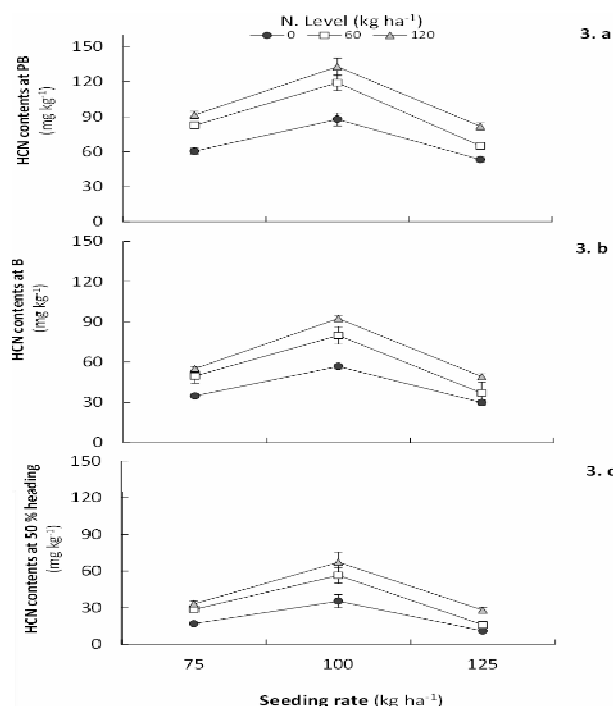 N. Level (kg ha⁻¹)
0 60 120
3. a
HCN contents at PB
(mg kg⁻¹)
150
120
90
60
30
0
3. b
HCN contents at B
(mg kg⁻¹)
150
120
90
60
30
0
3. c
HCN contents at 50 % heading
(mg kg⁻¹)
150
120
90
60
30
0
75 100 125
Seeding rate (kg ha⁻¹)